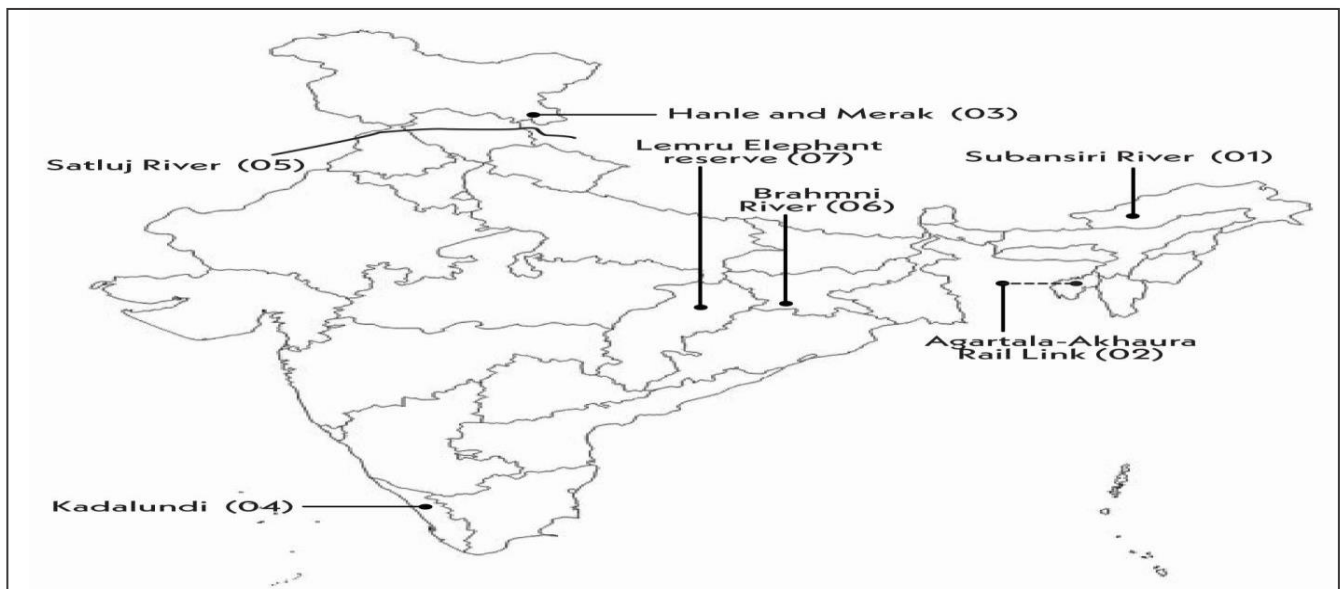 Hanle and Merak (03)
Satluj River (05)
Lemru Elephant
reserve (07)
Subansiri River (01)
Brahmni
River (06)
Agartala-Akhaura
Rail Link (02)
Kadalundi (04)